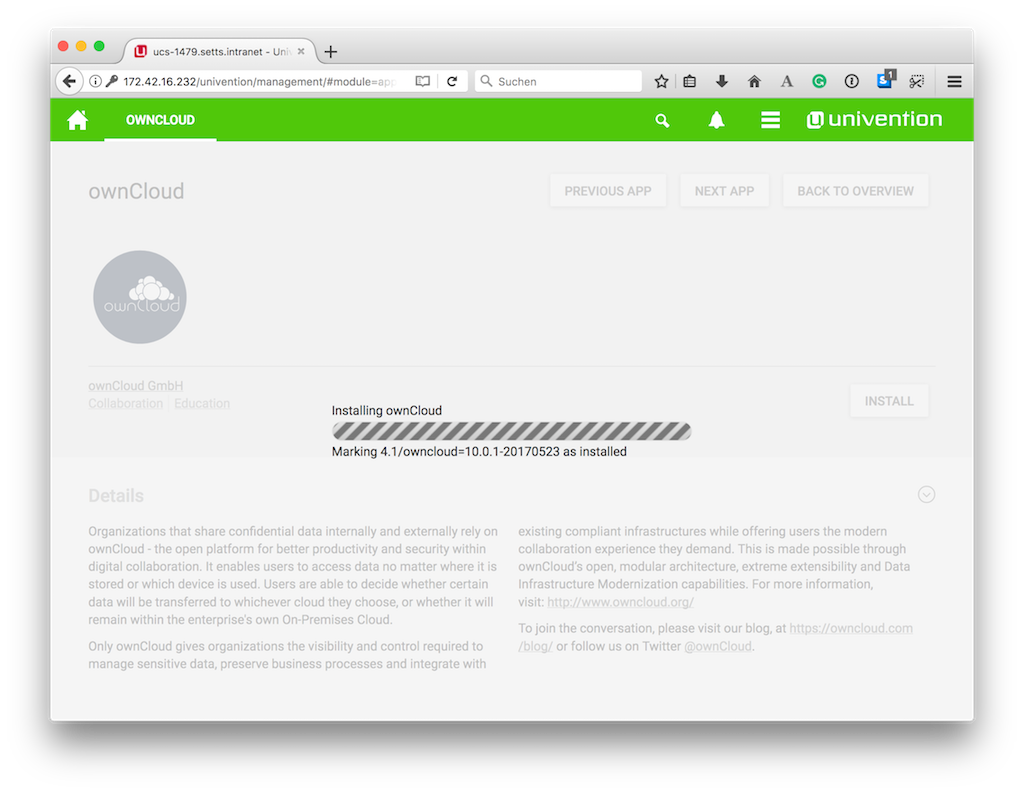 ucs-1479.setts.intranet - Uni
172.42.16.232/univention/management/#module=app
Suchen
1
OWNCLOUD
univention
ownCloud
PREVIOUS APP
NEXT APP
BACK TO OVERVIEW
ownCloud
ownCloud GmbH
Collaboration
Education
INSTALL
Installing ownCloud
Marking 4.1/owncloud=10.0.1-20170523 as installed
Details
Organizations that share confidential data internally and externally rely on
ownCloud - the open platform for better productivity and security within
digital collaboration. It enables users to access data no matter where it is
stored or which device is used. Users are able to decide whether certain
data will be transferred to whichever cloud they choose, or whether it will
remain within the enterprise's own On-Premises Cloud.
Only ownCloud gives organizations the visibility and control required to
manage sensitive data, preserve business processes and integrate with
existing compliant infrastructures while offering users the modern
collaboration experience they demand. This is made possible through
ownCloud's open, modular architecture, extreme extensibility and Data
Infrastructure Modernization capabilities. For more information,
visit: http://www.owncloud.org/
To join the conversation, please visit our blog, at https://owncloud.com
/blog/ or follow us on Twitter @ownCloud.